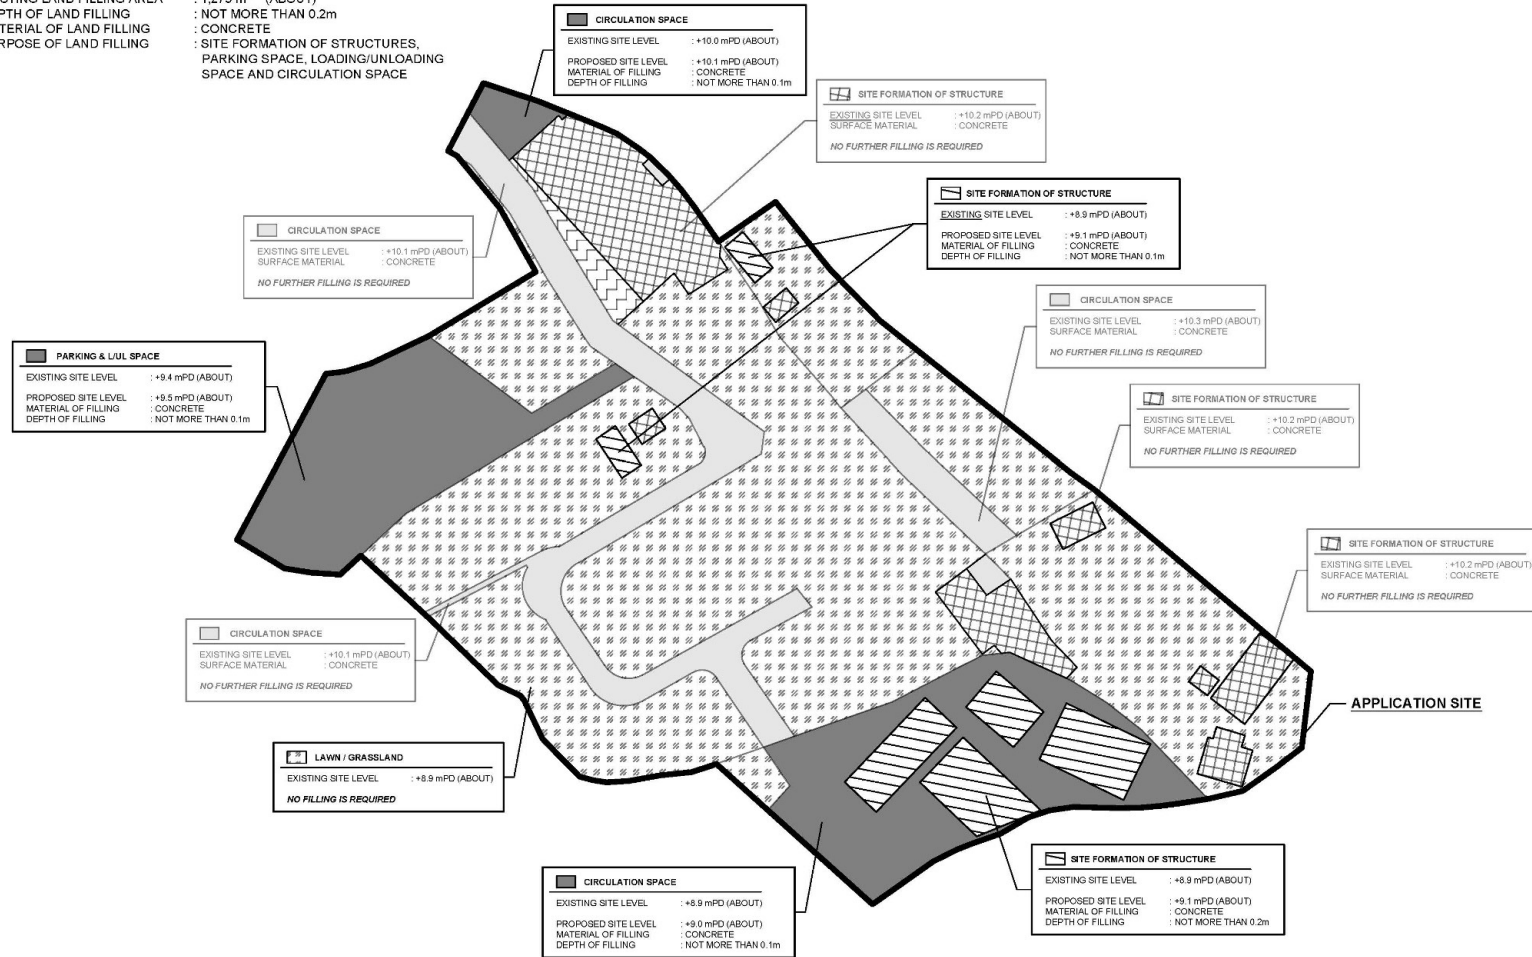 : NOT MORE THAN 0.2m
: CONCRETE
OF LAND FILLING : SITE FORMATION OF STRUCTURES,
PARKING SPACE, LOADING/UNLOADING
SPACE AND CIRCULATION SPACE
CIRCULATION SPACE
EXISTING SITE LEVEL : +10.0 mPD (ABOUT)
PROPOSED SITE LEVEL : +10.1 mPD (ABOUT)
MATERIAL OF FILLING : CONCRETE
DEPTH OF FILLING : NOT MORE THAN 0.1m
SITE FORMATION OF STRUCTURE
EXISTING SITE LEVEL : +10.2 mPD (ABOUT)
SURFACE MATERIAL : CONCRETE
NO FURTHER FILLING IS REQUIRED
SITE FORMATION OF STRUCTURE
EXISTING SITE LEVEL : +8.9 mPD (ABOUT)
PROPOSED SITE LEVEL : +9.1 mPD (ABOUT)
MATERIAL OF FILLING : CONCRETE
DEPTH OF FILLING : NOT MORE THAN 0.1m
CIRCULATION SPACE
EXISTING SITE LEVEL : +10.1 mPD (ABOUT)
SURFACE MATERIAL : CONCRETE
NO FURTHER FILLING IS REQUIRED
CIRCULATION SPACE
EXISTING SITE LEVEL : +10.3 mPD (ABOUT)
SURFACE MATERIAL : CONCRETE
NO FURTHER FILLING IS REQUIRED
PARKING & L/UL SPACE
EXISTING SITE LEVEL : +9.4 mPD (ABOUT)
PROPOSED SITE LEVEL : +9.5 mPD (ABOUT)
MATERIAL OF FILLING : CONCRETE
DEPTH OF FILLING : NOT MORE THAN 0.1m
SITE FORMATION OF STRUCTURE
EXISTING SITE LEVEL : +10.2 mPD (ABOUT)
SURFACE MATERIAL : CONCRETE
NO FURTHER FILLING IS REQUIRED
SITE FORMATION OF STRUCTURE
EXISTING SITE LEVEL : +10.2 mPD (ABOUT)
SURFACE MATERIAL : CONCRETE
NO FURTHER FILLING IS REQUIRED
CIRCULATION SPACE
EXISTING SITE LEVEL : +10.1 mPD (ABOUT)
SURFACE MATERIAL : CONCRETE
NO FURTHER FILLING IS REQUIRED
APPLICATION SITE
LAWN / GRASSLAND
EXISTING SITE LEVEL : +8.9 mPD (ABOUT)
NO FILLING IS REQUIRED
CIRCULATION SPACE
EXISTING SITE LEVEL : +8.9 mPD (ABOUT)
PROPOSED SITE LEVEL : +9.0 mPD (ABOUT)
MATERIAL OF FILLING : CONCRETE
DEPTH OF FILLING : NOT MORE THAN 0.1m
SITE FORMATION OF STRUCTURE
EXISTING SITE LEVEL : +8.9 mPD (ABOUT)
PROPOSED SITE LEVEL : +9.1 mPD (ABOUT)
MATERIAL OF FILLING : CONCRETE
DEPTH OF FILLING : NOT MORE THAN 0.2m